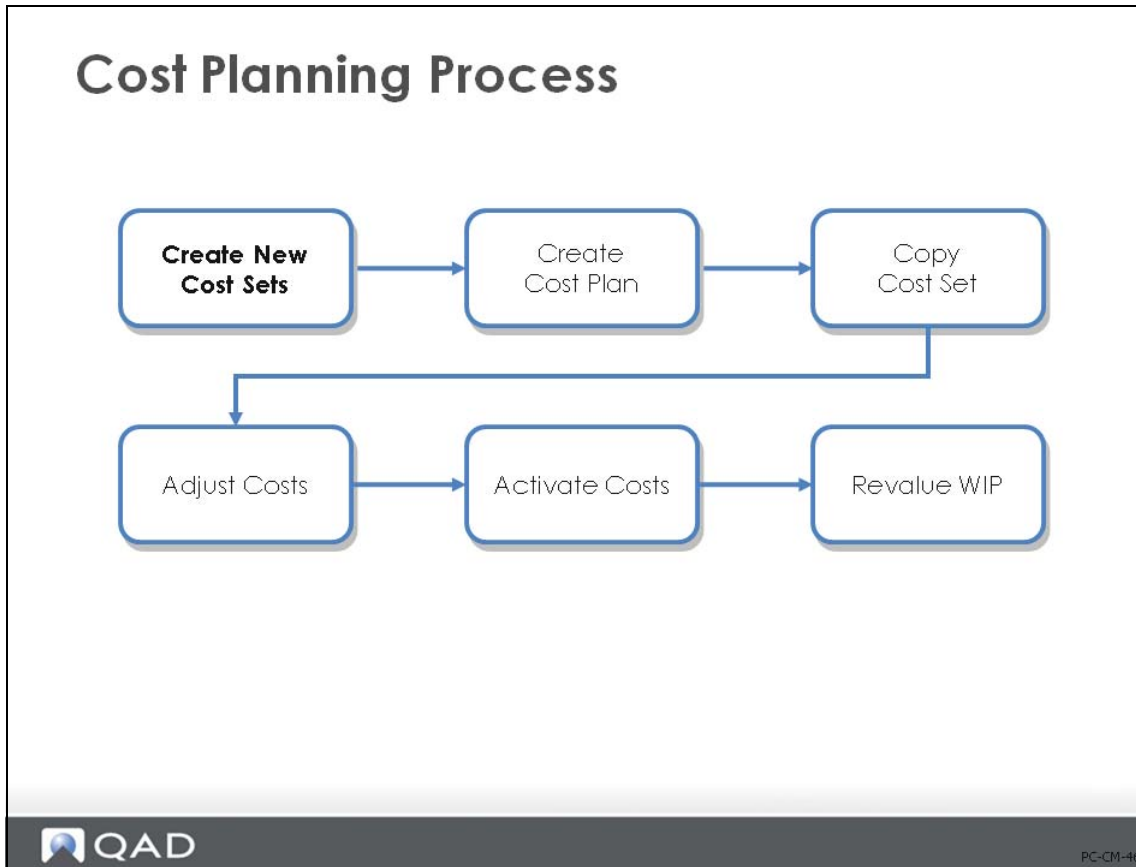 Cost Planning Process
Create New
Cost Sets
Create
Cost Plan
Copy
Cost Set
Adjust Costs
Activate Costs
Revalue WIP
QAD